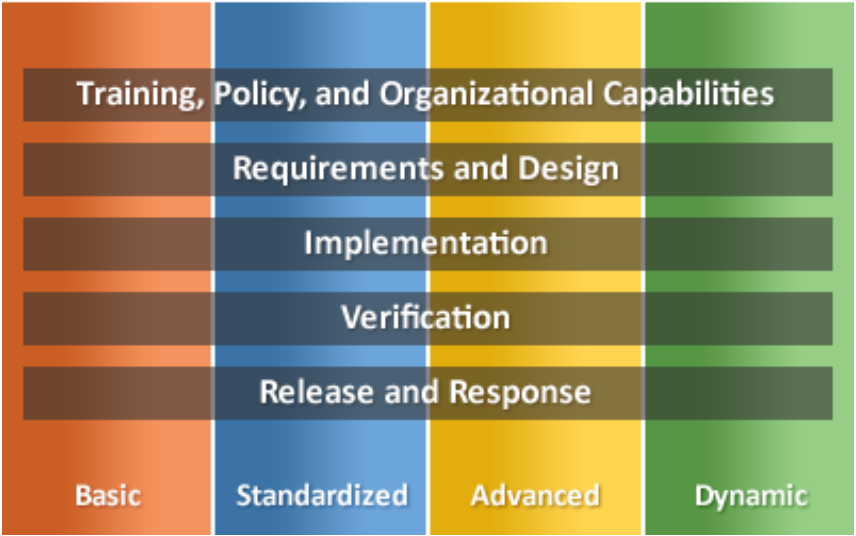 Training, Policy, and Organizational Capabilities
Requirements and Design
Implementation
Verification
Release and Response
Basic
Standardized
Advanced
Dynamic